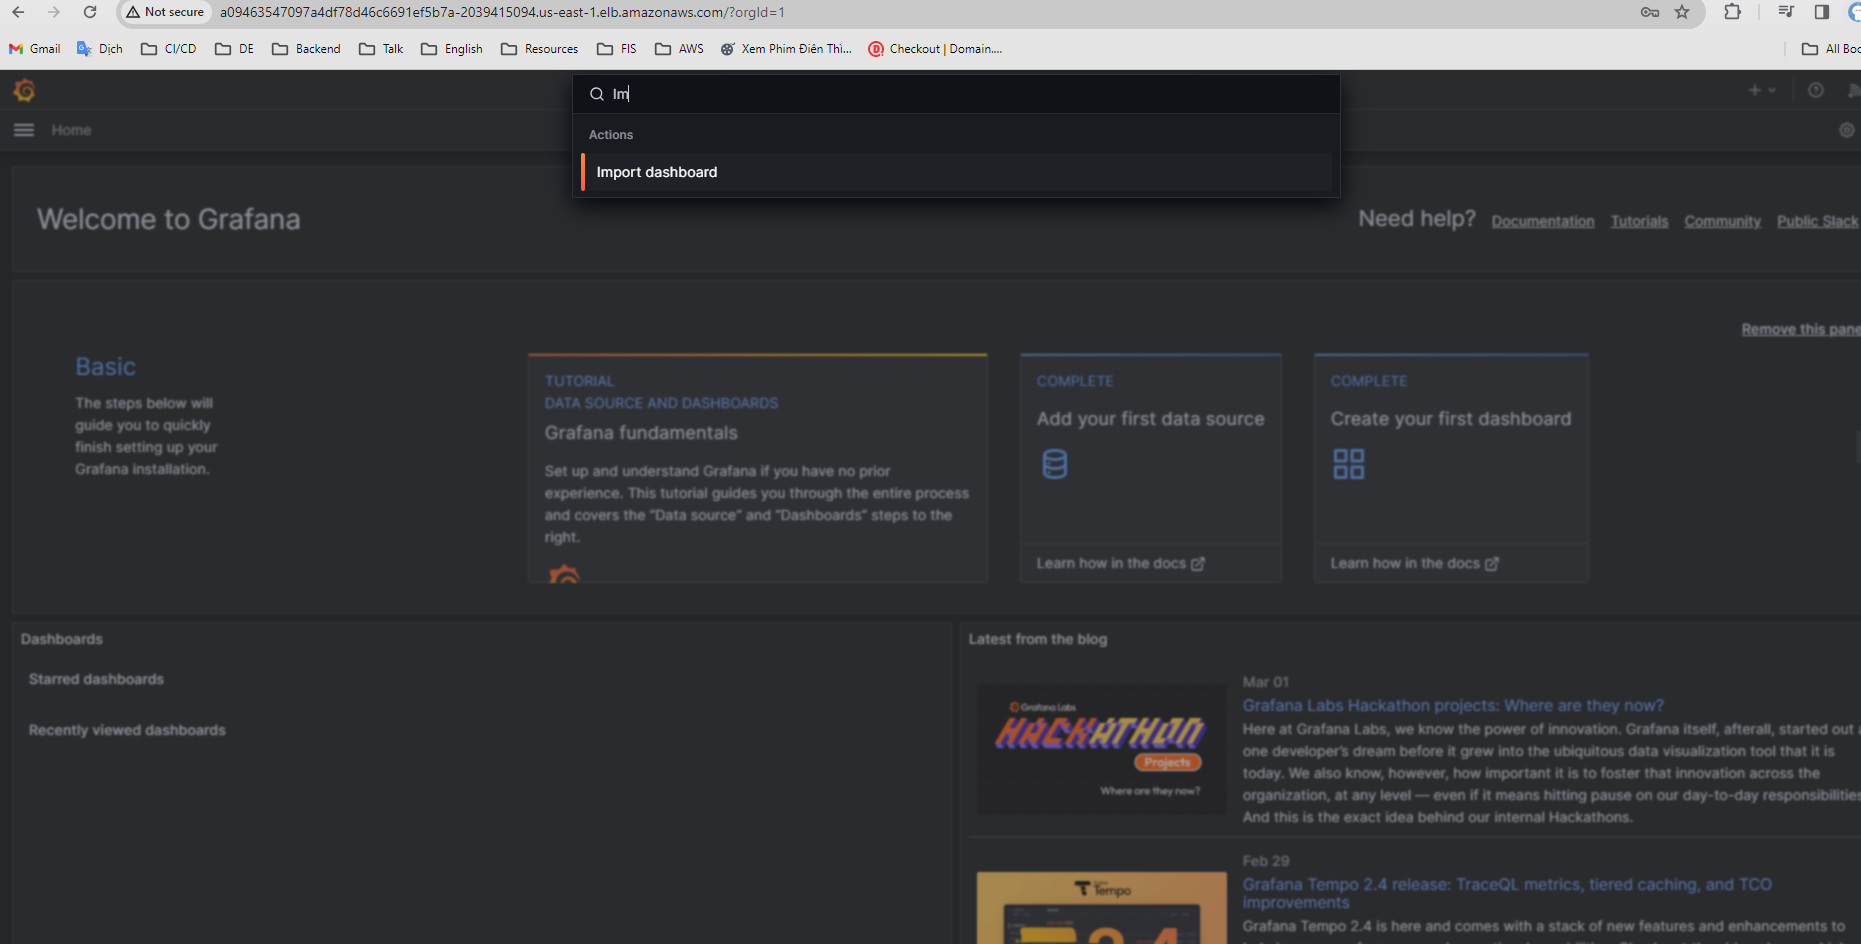 Not secure
a09463547097a4df78d46c6691ef5b7a-2039415094.us-east-1.elb.amazonaws.com/?orgId=1
Gmail Dịch CI/CD DE Backend Talk English Resources FIS AWS Xem Phim Điên Thi... Checkout | Domain.... All Boo
Im
Actions
Import dashboard
Home
Welcome to Grafana
Need help? Documentation Tutorials Community Public Slack
Remove this pane
Basic
The steps below will
guide you to quickly
finish setting up your
Grafana installation.
TUTORIAL
DATA SOURCE AND DASHBOARDS
Grafana fundamentals
Set up and understand Grafana if you have no prior
experience. This tutorial guides you through the entire process
and covers the “Data source” and “Dashboards” steps to the
right.
COMPLETE
Add your first data source
Learn how in the docs
COMPLETE
Create your first dashboard
Learn how in the docs
Dashboards
Starred dashboards
Recently viewed dashboards
Latest from the blog
Grafana Labs
HACKATHON
Projects
Where are they now?
Mar 01
Grafana Labs Hackathon projects: Where are they now?
Here at Grafana Labs, we know the power of innovation. Grafana itself, afterall, started out a
one developer’s dream before it grew into the ubiquitous data visualization tool that it is
today. We also know, however, how important it is to foster that innovation across the
organization, at any level — even if it means hitting pause on our day-to-day responsibilities
And this is the exact idea behind our internal Hackathons.
Tempo
2.4
Feb 29
Grafana Tempo 2.4 release: TraceQL metrics, tiered caching, and TCO
improvements
Grafana Tempo 2.4 is here and comes with a stack of new features and enhancements to